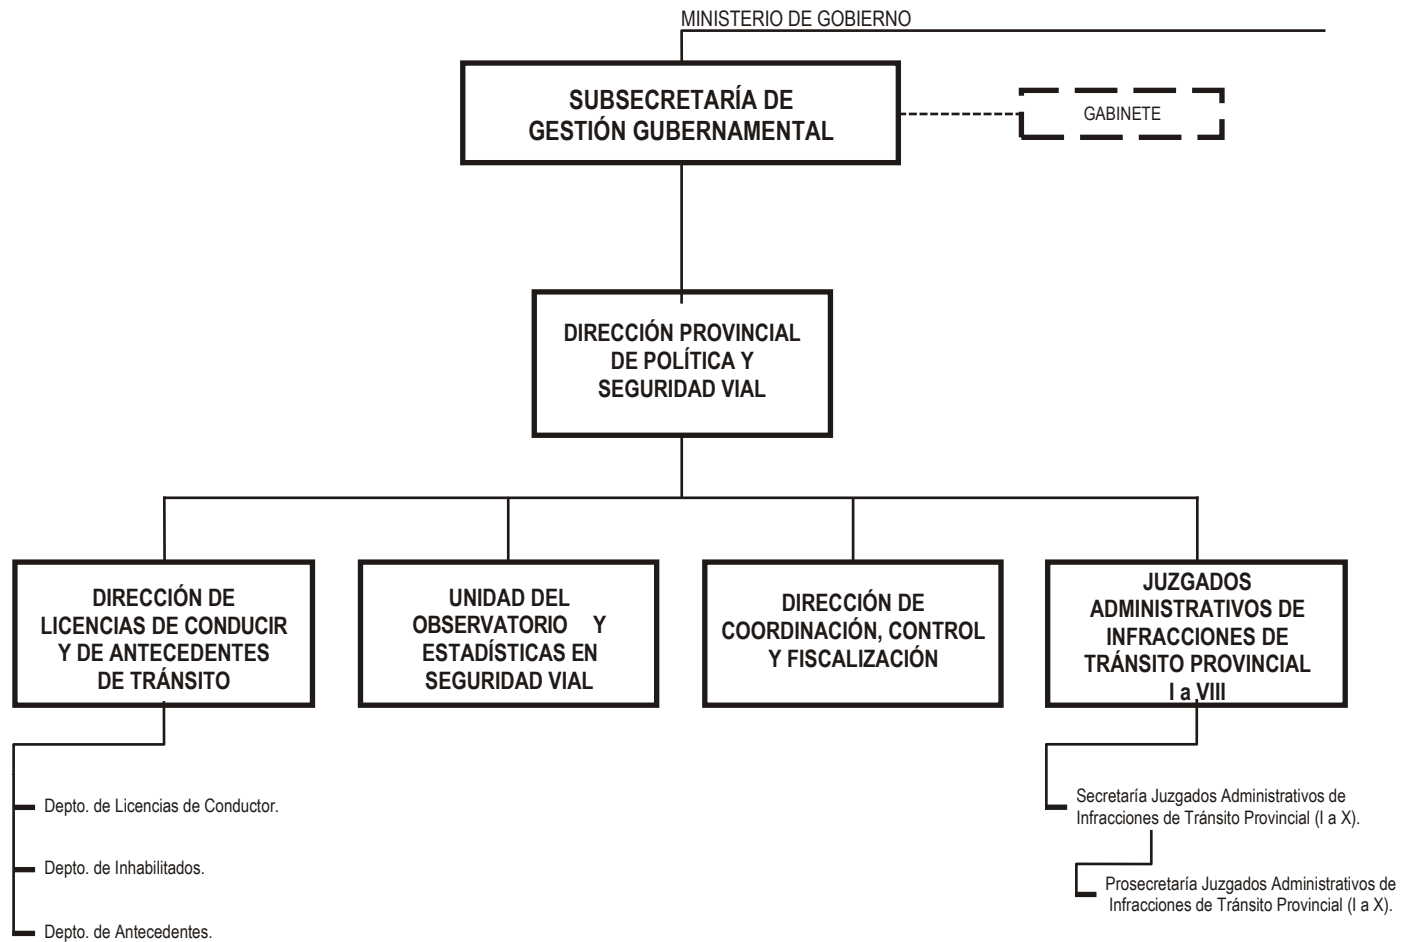 MINISTERIO DE GOBIERNO
SUBSECRETARÍA DE
GESTIÓN GUBERNAMENTAL
GABINETE
DIRECCIÓN PROVINCIAL
DE POLÍTICA Y
SEGURIDAD VIAL
DIRECCIÓN DE
LICENCIAS DE CONDUCIR
Y DE ANTECEDENTES
DE TRÁNSITO
UNIDAD DEL
OBSERVATORIO Y
ESTADÍSTICAS EN
SEGURIDAD VIAL
DIRECCIÓN DE
COORDINACIÓN, CONTROL
Y FISCALIZACIÓN
JUZGADOS
ADMINISTRATIVOS DE
INFRACCIONES DE
TRÁNSITO PROVINCIAL
I a VIII
Depto. de Licencias de Conductor.
Depto. de Inhabilitados.
Depto. de Antecedentes.
Secretaría Juzgados Administrativos de
Infracciones de Tránsito Provincial (I a X).
Prosecretaría Juzgados Administrativos de
Infracciones de Tránsito Provincial (I a X).